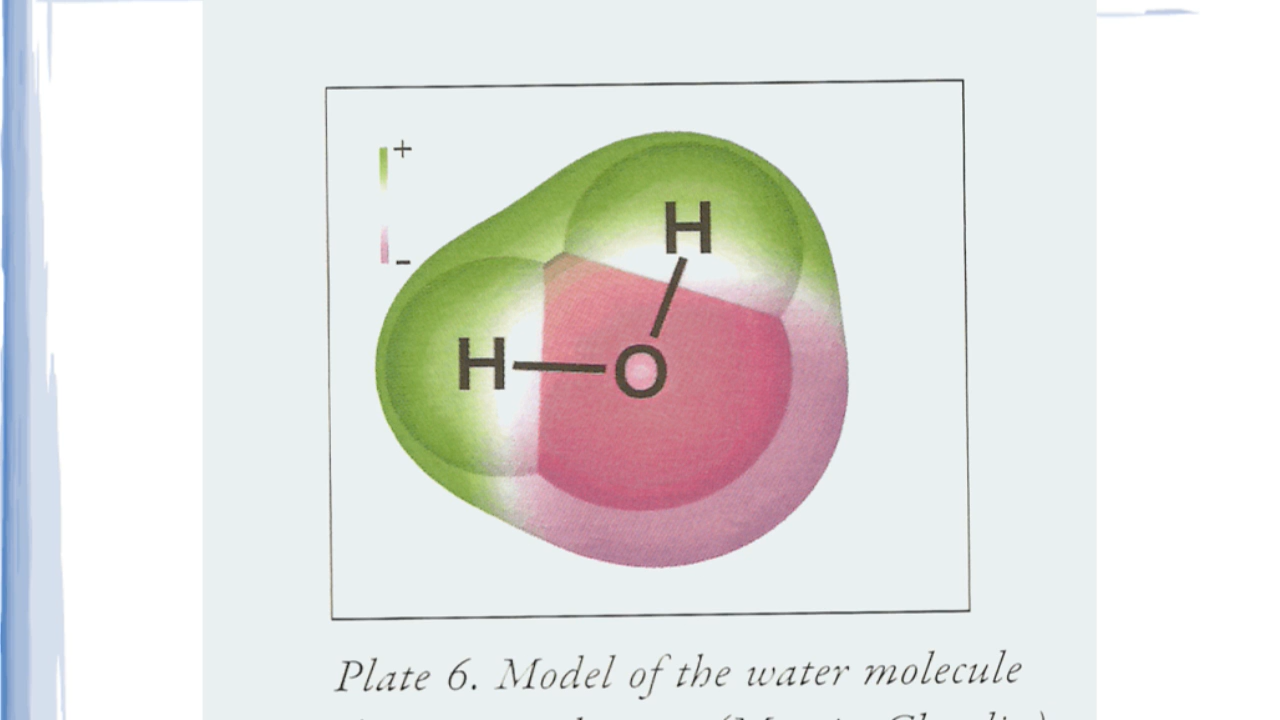 +
H
-
H
O
Plate 6. Model of the water molecule